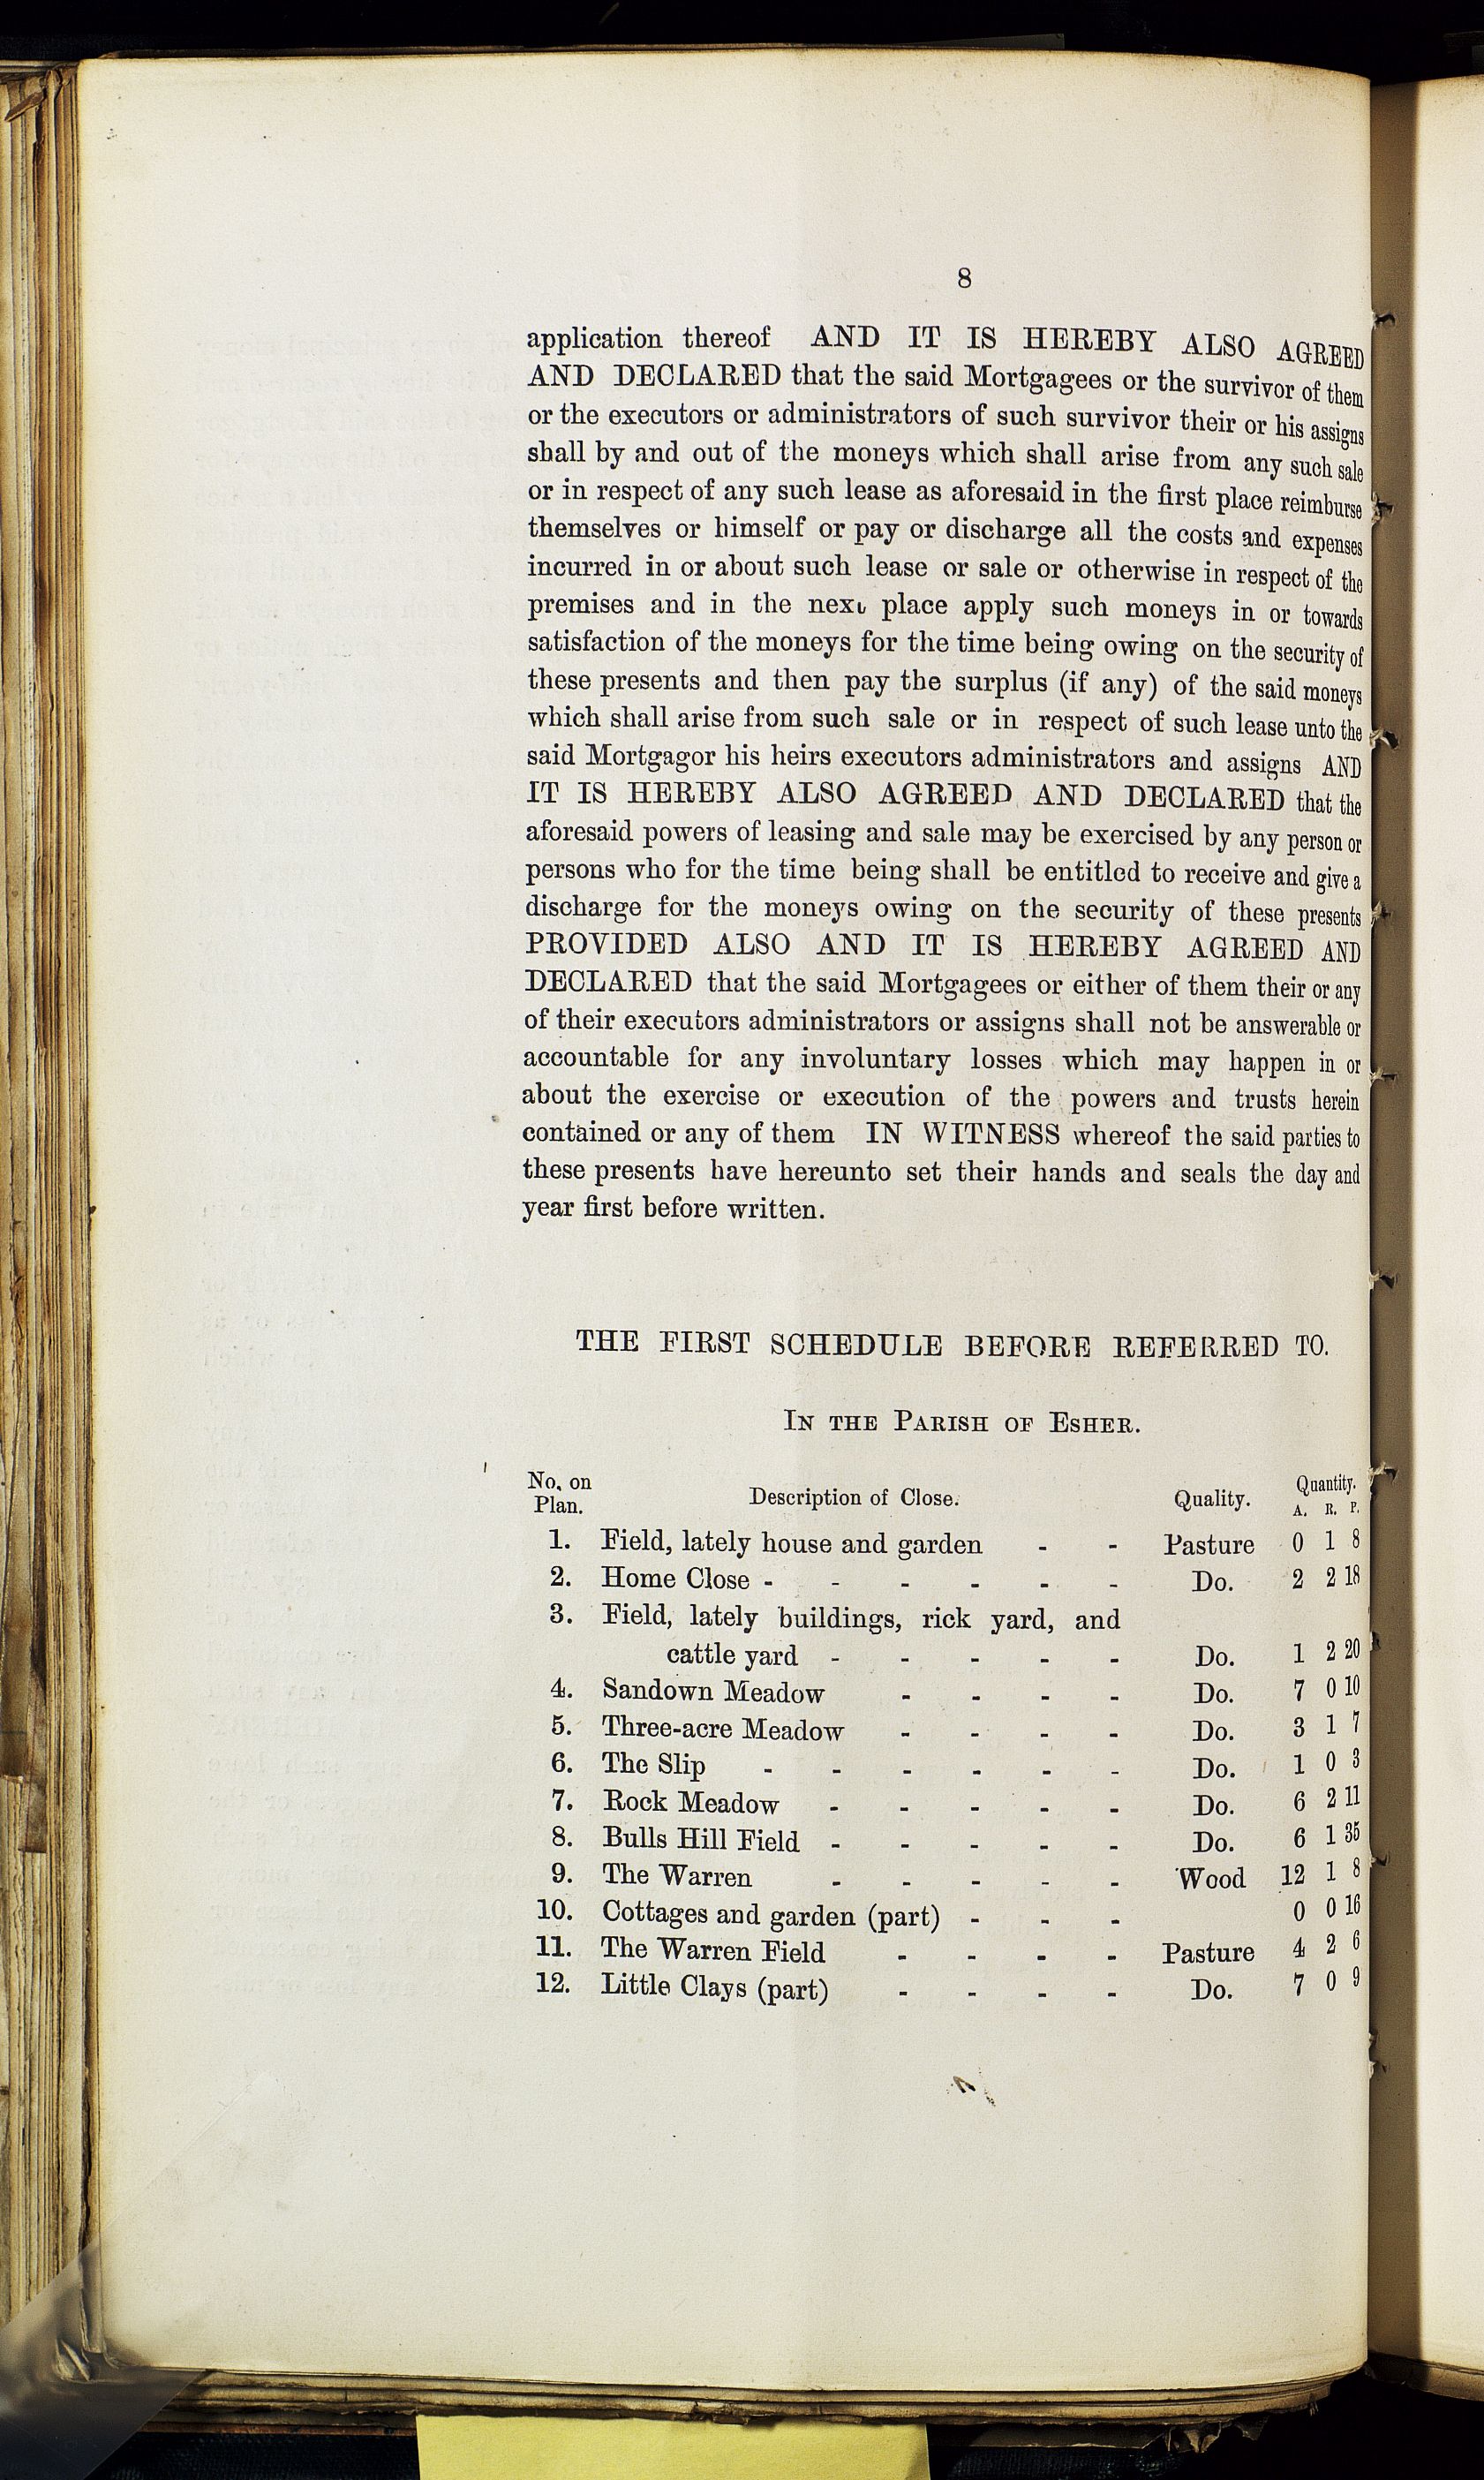 8
application thereof AND IT IS HEREBY ALSO AGREED
AND DECLARED that the said Mortgagees or the survivor of them
or the executors or administrators of such survivor their or his assigns
shall by and out of the moneys which shall arise from any such sale
or in respect of any such lease as aforesaid in the first place reimburse
themselves or himself or pay or discharge all the costs and expenses
incurred in or about such lease or sale or otherwise in respect of the
premises and in the next place apply such moneys in or towards
satisfaction of the moneys for the time being owing on the security of
these presents and then pay the surplus (if any) of the said moneys
which shall arise from such sale or in respect of such lease unto the
said Mortgagor his heirs executors administrators and assigns AND
IT IS HEREBY ALSO AGREED AND DECLARED that the
aforesaid powers of leasing and sale may be exercised by any person or
persons who for the time being shall be entitled to receive and give a
discharge for the moneys owing on the security of these presents
PROVIDED ALSO AND IT IS HEREBY AGREED AND
DECLARED that the said Mortgagees or either of them their or any
of their executors administrators or assigns shall not be answerable or
accountable for any involuntary losses which may happen in or
about the exercise or execution of the powers and trusts herein
contained or any of them IN WITNESS whereof the said parties to
these presents have hereunto set their hands and seals the day and
year first before written.
THE FIRST SCHEDULE BEFORE REFERRED TO.
IN THE PARISH OF ESHER.
No. on Plan. Description of Close. Quality. Quantity.
A. R. P.
1. Field, lately house and garden - - Pasture 0 1 8
2. Home Close - - - - - - Do. 2 2 18
3. Field, lately buildings, rick yard, and
cattle yard - - - - - Do. 1 2 20
4. Sandown Meadow - - - - Do. 7 0 10
5. Three-acre Meadow - - - - Do. 3 1 7
6. The Slip - - - - - - Do. 1 0 3
7. Rock Meadow - - - - - Do. 6 2 11
8. Bulls Hill Field - - - - - Do. 6 1 35
9. The Warren - - - - - Wood 12 1 8
10. Cottages and garden (part) - - - 0 0 16
11. The Warren Field - - - - Pasture 4 2 6
12. Little Clays (part) - - - - Do. 7 0 9